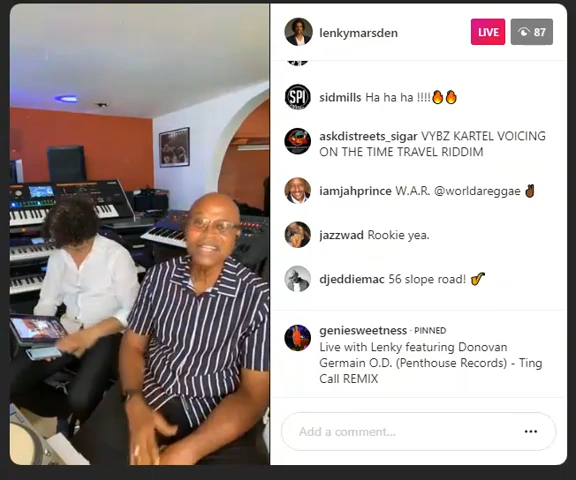 lenkymarsden
LIVE
87
SPI
sidmills Ha ha ha !!!!🔥🔥
askdistreets_sigar VYBZ KARTEL VOICING
ON THE TIME TRAVEL RIDDIM
iamjahprince W.A.R. @worldareggae ✌🏿
jazzwad Rookie yea.
djeddiemac 56 slope road! 🎷
geniesweetness · PINNED
Live with Lenky featuring Donovan
Germain O.D. (Penthouse Records) - Ting
Call REMIX
Add a comment...